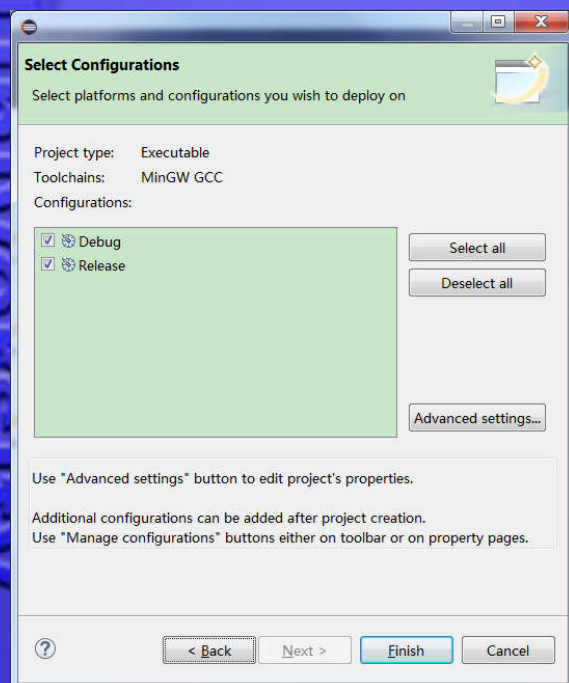 Select Configurations
Select platforms and configurations you wish to deploy on
Project type: Executable
Toolchains: MinGW GCC
Configurations:
Debug
Release
Select all
Deselect all
Advanced settings...
Use "Advanced settings" button to edit project's properties.
Additional configurations can be added after project creation.
Use "Manage configurations" buttons either on toolbar or on property pages.
< Back
Next >
Finish
Cancel